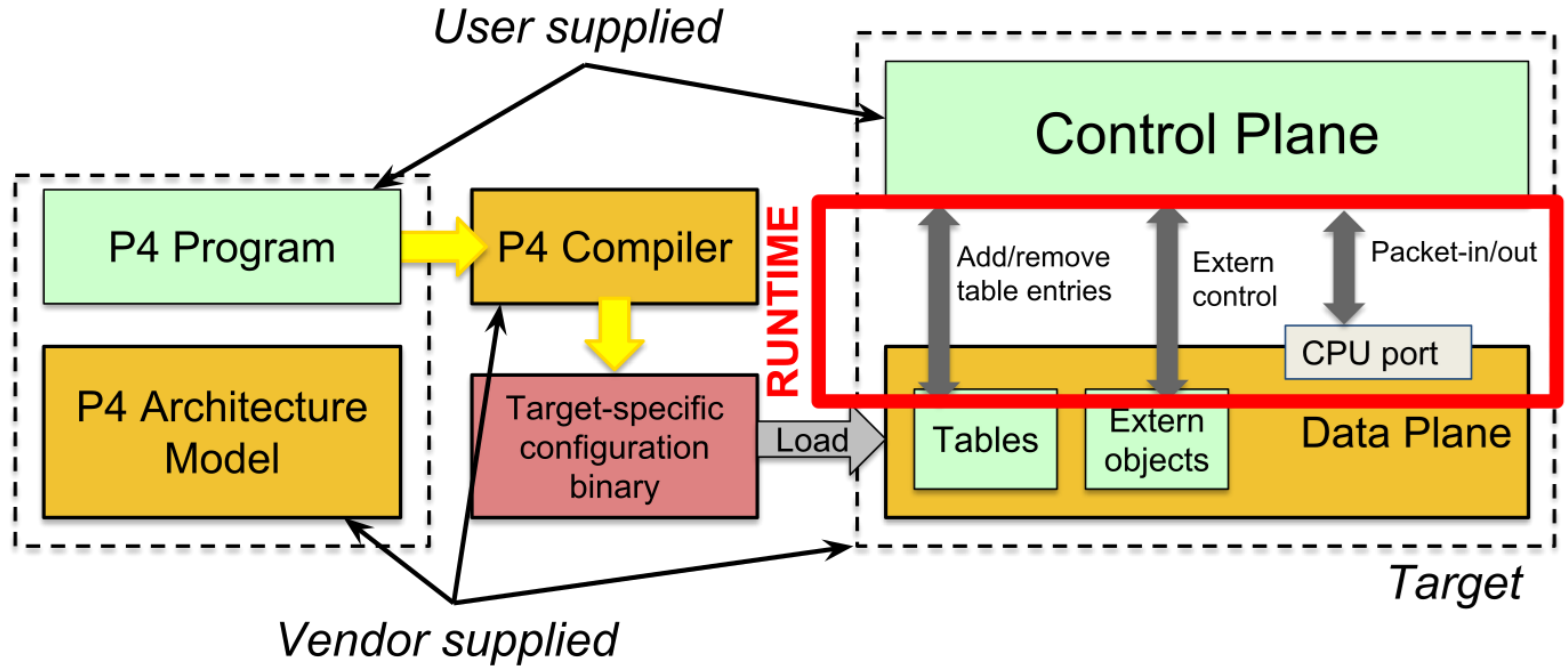 User supplied
P4 Program
P4 Architecture
Model
P4 Compiler
Target-specific
configuration
binary
Load
Vendor supplied
Control Plane
RUNTIME
Add/remove
table entries
Extern
control
Packet-in/out
CPU port
Tables
Extern
objects
Data Plane
Target